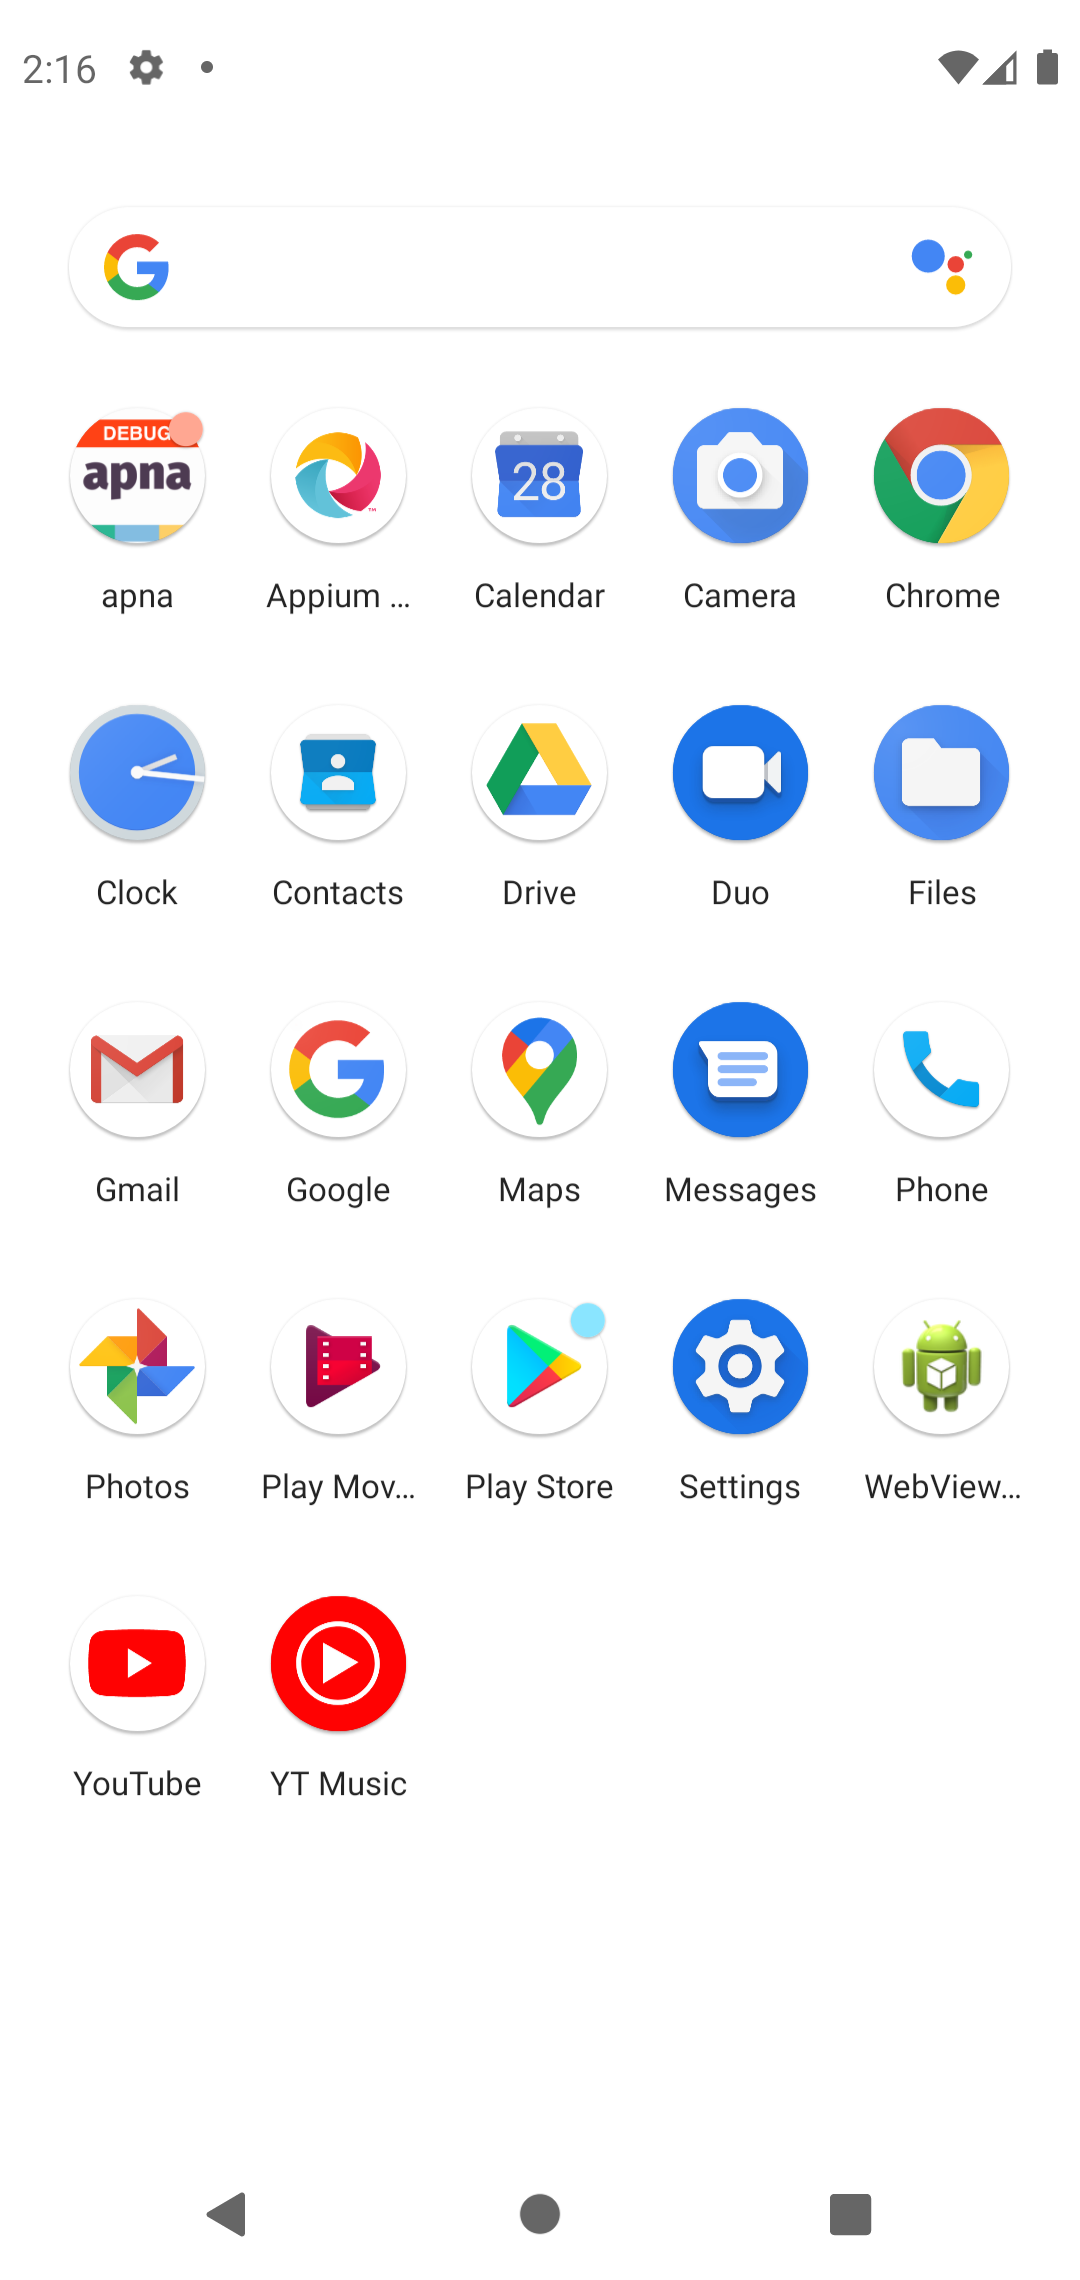 2:16
DEBUG
apna
28
apna
Appium ...
Calendar
Camera
Chrome
Clock
Contacts
Drive
Duo
Files
Gmail
Google
Maps
Messages
Phone
Photos
Play Mov...
Play Store
Settings
WebView...
YouTube
YT Music